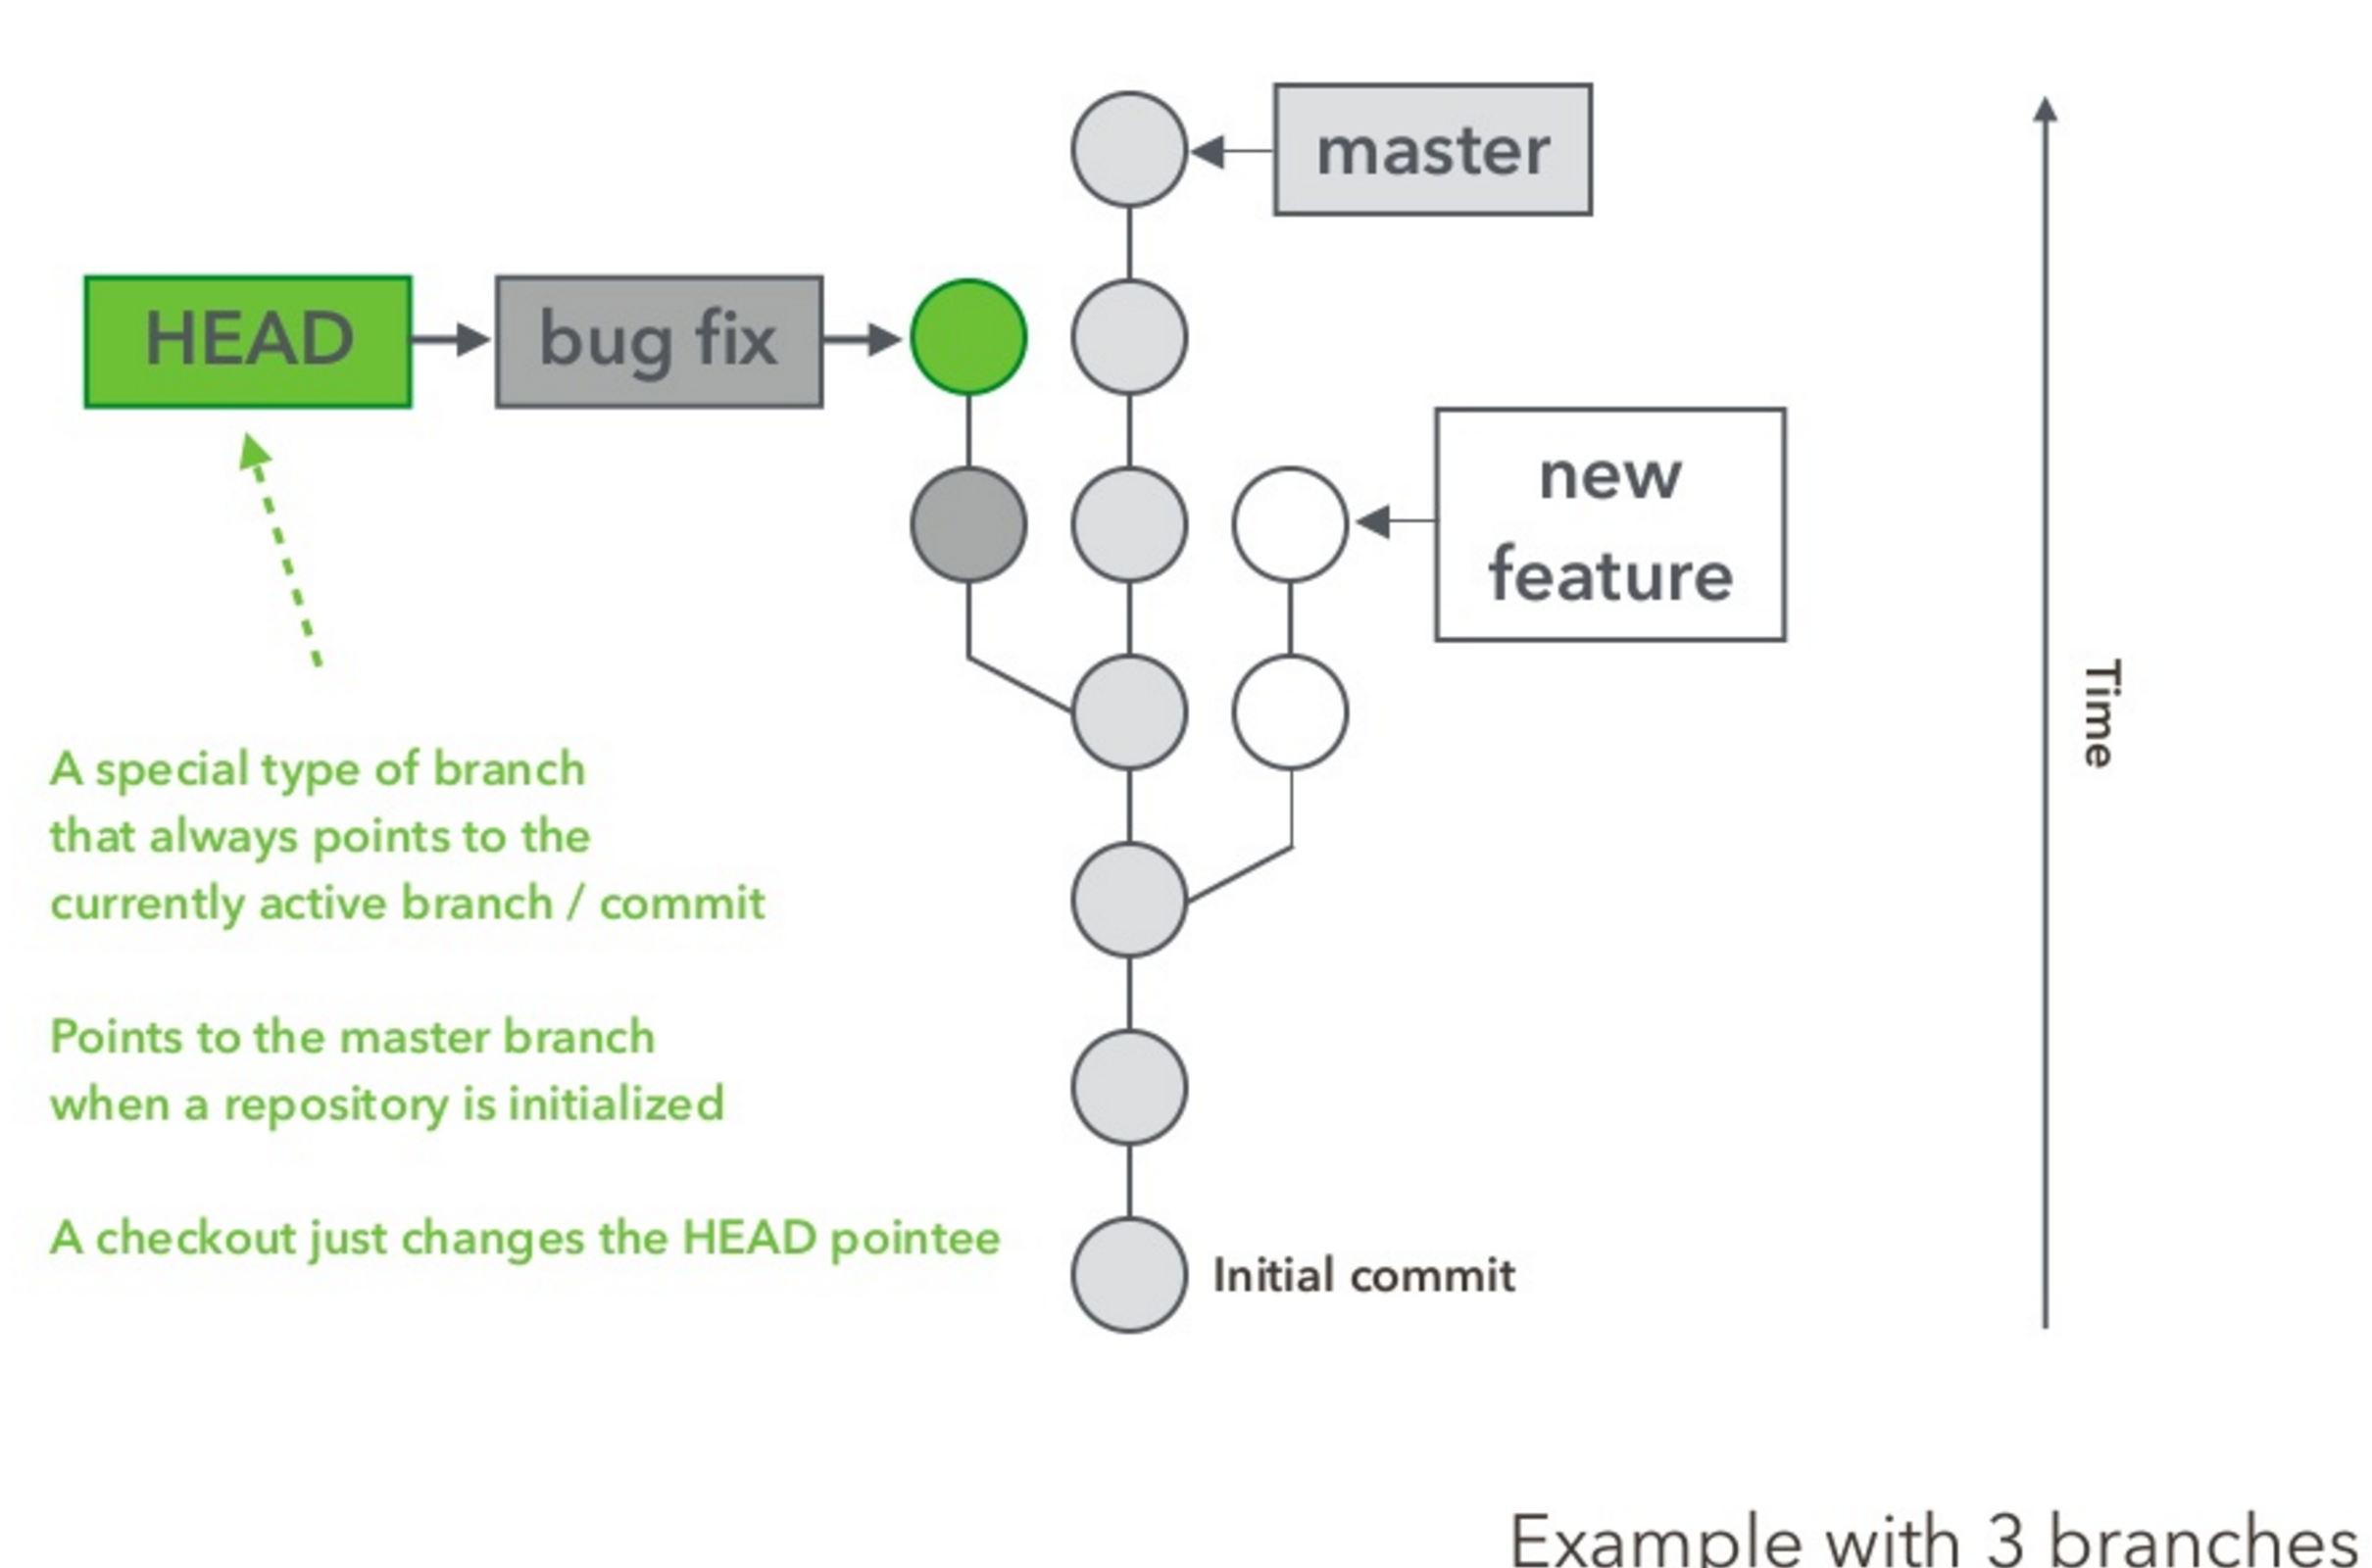 master
HEAD
bug fix
new
feature
Time
A special type of branch
that always points to the
currently active branch / commit
Points to the master branch
when a repository is initialized
A checkout just changes the HEAD pointee
Initial commit
Example with 3 branches